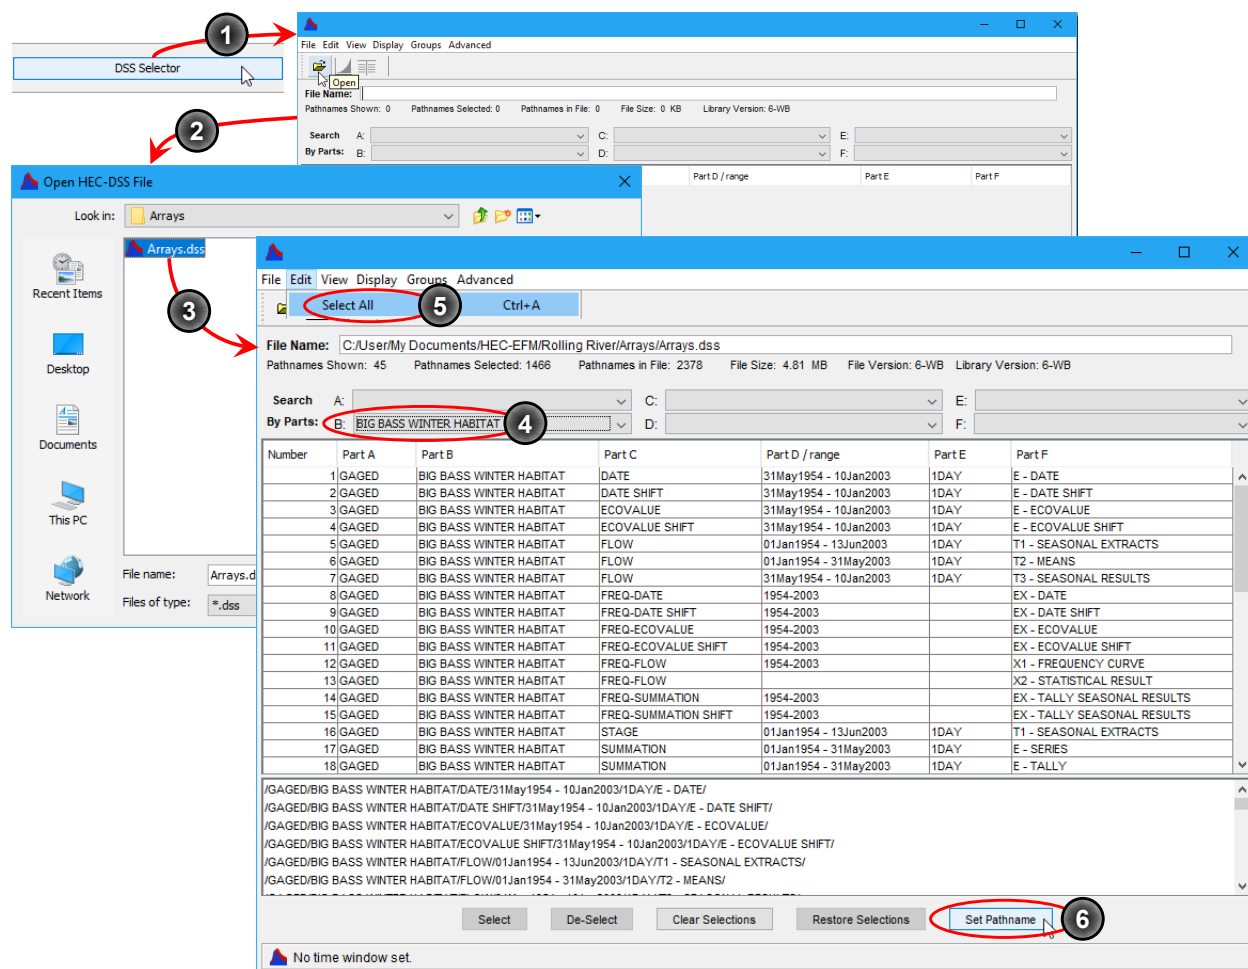 1
DSS Selector
File Edit View Display Groups Advanced
Open
File Name:
Pathnames Shown: 0 Pathnames Selected: 0 Pathnames in File: 0 File Size: 0 KB Library Version: 6-WB
Search A: C: E:
By Parts: B: D: F:
Part D / range Part E Part F
2
Open HEC-DSS File
Look in: Arrays
Arrays.dss
Recent Items
Desktop
Documents
This PC
Network
File name: Arrays.d
Files of type: *.dss
3
File Edit View Display Groups Advanced
Select All Ctrl+A
5
File Name: C:/User/My Documents/HEC-EFM/Rolling River/Arrays/Arrays.dss
Pathnames Shown: 45 Pathnames Selected: 1466 Pathnames in File: 2378 File Size: 4.81 MB File Version: 6-WB Library Version: 6-WB
Search A: C: E:
By Parts: B: BIG BASS WINTER HABITAT D: F:
4
Number Part A Part B Part C Part D / range Part E Part F
1 GAGED BIG BASS WINTER HABITAT DATE 31May1954 - 10Jan2003 1DAY E - DATE
2 GAGED BIG BASS WINTER HABITAT DATE SHIFT 31May1954 - 10Jan2003 1DAY E - DATE SHIFT
3 GAGED BIG BASS WINTER HABITAT ECOVALUE 31May1954 - 10Jan2003 1DAY E - ECOVALUE
4 GAGED BIG BASS WINTER HABITAT ECOVALUE SHIFT 31May1954 - 10Jan2003 1DAY E - ECOVALUE SHIFT
5 GAGED BIG BASS WINTER HABITAT FLOW 01Jan1954 - 13Jun2003 1DAY T1 - SEASONAL EXTRACTS
6 GAGED BIG BASS WINTER HABITAT FLOW 01Jan1954 - 31May2003 1DAY T2 - MEANS
7 GAGED BIG BASS WINTER HABITAT FLOW 31May1954 - 10Jan2003 1DAY T3 - SEASONAL RESULTS
8 GAGED BIG BASS WINTER HABITAT FREQ-DATE 1954-2003 EX - DATE
9 GAGED BIG BASS WINTER HABITAT FREQ-DATE SHIFT 1954-2003 EX - DATE SHIFT
10 GAGED BIG BASS WINTER HABITAT FREQ-ECOVALUE 1954-2003 EX - ECOVALUE
11 GAGED BIG BASS WINTER HABITAT FREQ-ECOVALUE SHIFT 1954-2003 EX - ECOVALUE SHIFT
12 GAGED BIG BASS WINTER HABITAT FREQ-FLOW 1954-2003 X1 - FREQUENCY CURVE
13 GAGED BIG BASS WINTER HABITAT FREQ-FLOW X2 - STATISTICAL RESULT
14 GAGED BIG BASS WINTER HABITAT FREQ-SUMMATION 1954-2003 EX - TALLY SEASONAL RESULTS
15 GAGED BIG BASS WINTER HABITAT FREQ-SUMMATION SHIFT 1954-2003 EX - TALLY SEASONAL RESULTS
16 GAGED BIG BASS WINTER HABITAT STAGE 01Jan1954 - 13Jun2003 1DAY T1 - SEASONAL EXTRACTS
17 GAGED BIG BASS WINTER HABITAT SUMMATION 01Jan1954 - 31May2003 1DAY E - SERIES
18 GAGED BIG BASS WINTER HABITAT SUMMATION 01Jan1954 - 31May2003 1DAY E - TALLY
/GAGED/BIG BASS WINTER HABITAT/DATE/31May1954 - 10Jan2003/1DAY/E - DATE/
/GAGED/BIG BASS WINTER HABITAT/DATE SHIFT/31May1954 - 10Jan2003/1DAY/E - DATE SHIFT/
/GAGED/BIG BASS WINTER HABITAT/ECOVALUE/31May1954 - 10Jan2003/1DAY/E - ECOVALUE/
/GAGED/BIG BASS WINTER HABITAT/ECOVALUE SHIFT/31May1954 - 10Jan2003/1DAY/E - ECOVALUE SHIFT/
/GAGED/BIG BASS WINTER HABITAT/FLOW/01Jan1954 - 13Jun2003/1DAY/T1 - SEASONAL EXTRACTS/
/GAGED/BIG BASS WINTER HABITAT/FLOW/01Jan1954 - 31May2003/1DAY/T2 - MEANS/
Select De-Select Clear Selections Restore Selections Set Pathname
6
No time window set.